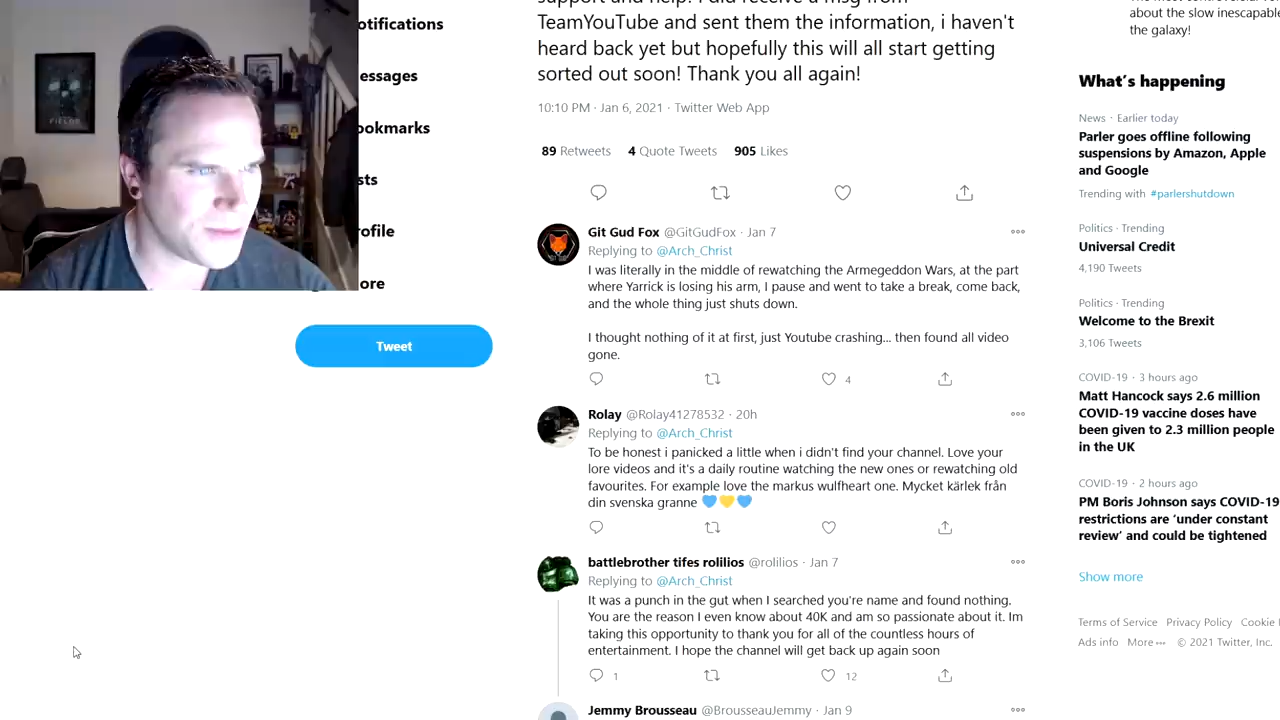 otifications
essages
ookmarks
sts
rofile
ore
Tweet
FIELDS
TeamYouTube and sent them the information, i haven't
heard back yet but hopefully this will all start getting
sorted out soon! Thank you all again!
10:10 PM · Jan 6, 2021 · Twitter Web App
89 Retweets 4 Quote Tweets 905 Likes
Git Gud Fox @GitGudFox · Jan 7
Replying to @Arch_Christ
I was literally in the middle of rewatching the Armegeddon Wars, at the part
where Yarrick is losing his arm, I pause and went to take a break, come back,
and the whole thing just shuts down.
I thought nothing of it at first, just Youtube crashing... then found all video
gone.
4
Rolay @Rolay41278532 · 20h
Replying to @Arch_Christ
To be honest i panicked a little when i didn't find your channel. Love your
lore videos and it's a daily routine watching the new ones or rewatching old
favourites. For example love the markus wulfheart one. Mycket kärlek från
din svenska granne 💙💛💙
battlebrother tifes rolilios @rolilios · Jan 7
Replying to @Arch_Christ
It was a punch in the gut when I searched you're name and found nothing.
You are the reason I even know about 40K and am so passionate about it. Im
taking this opportunity to thank you for all of the countless hours of
entertainment. I hope the channel will get back up again soon
1 12
Jemmy Brousseau @BrousseauJemmy · Jan 9
about the slow inescapable
the galaxy!
What's happening
News · Earlier today
Parler goes offline following
suspensions by Amazon, Apple
and Google
Trending with #parlershutdown
Politics · Trending
Universal Credit
4,190 Tweets
Politics · Trending
Welcome to the Brexit
3,106 Tweets
COVID-19 · 3 hours ago
Matt Hancock says 2.6 million
COVID-19 vaccine doses have
been given to 2.3 million people
in the UK
COVID-19 · 2 hours ago
PM Boris Johnson says COVID-19
restrictions are 'under constant
review' and could be tightened
Show more
Terms of Service Privacy Policy Cookie
Ads info More © 2021 Twitter, Inc.